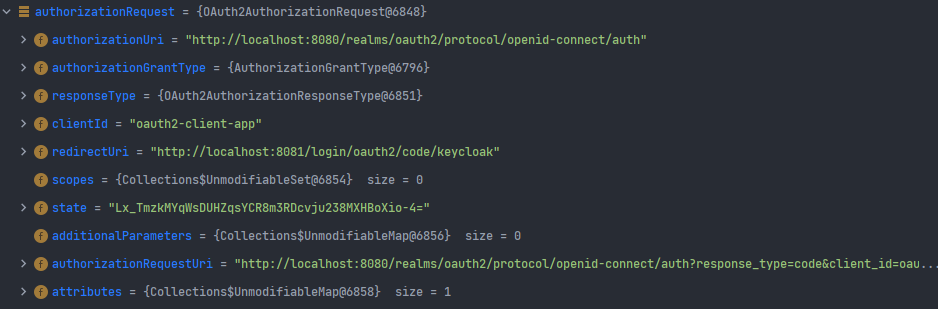 authorizationRequest = {OAuth2AuthorizationRequest@6848}
f authorizationUri = "http://localhost:8080/realms/oauth2/protocol/openid-connect/auth"
f authorizationGrantType = {AuthorizationGrantType@6796}
f responseType = {OAuth2AuthorizationResponseType@6851}
f clientId = "oauth2-client-app"
f redirectUri = "http://localhost:8081/login/oauth2/code/keycloak"
f scopes = {Collections$UnmodifiableSet@6854} size = 0
f state = "Lx_TmzkMYqWsDUHZqsYCR8m3RDcvju238MXHBoXio-4="
f additionalParameters = {Collections$UnmodifiableMap@6856} size = 0
f authorizationRequestUri = "http://localhost:8080/realms/oauth2/protocol/openid-connect/auth?response_type=code&client_id=oau...
f attributes = {Collections$UnmodifiableMap@6858} size = 1